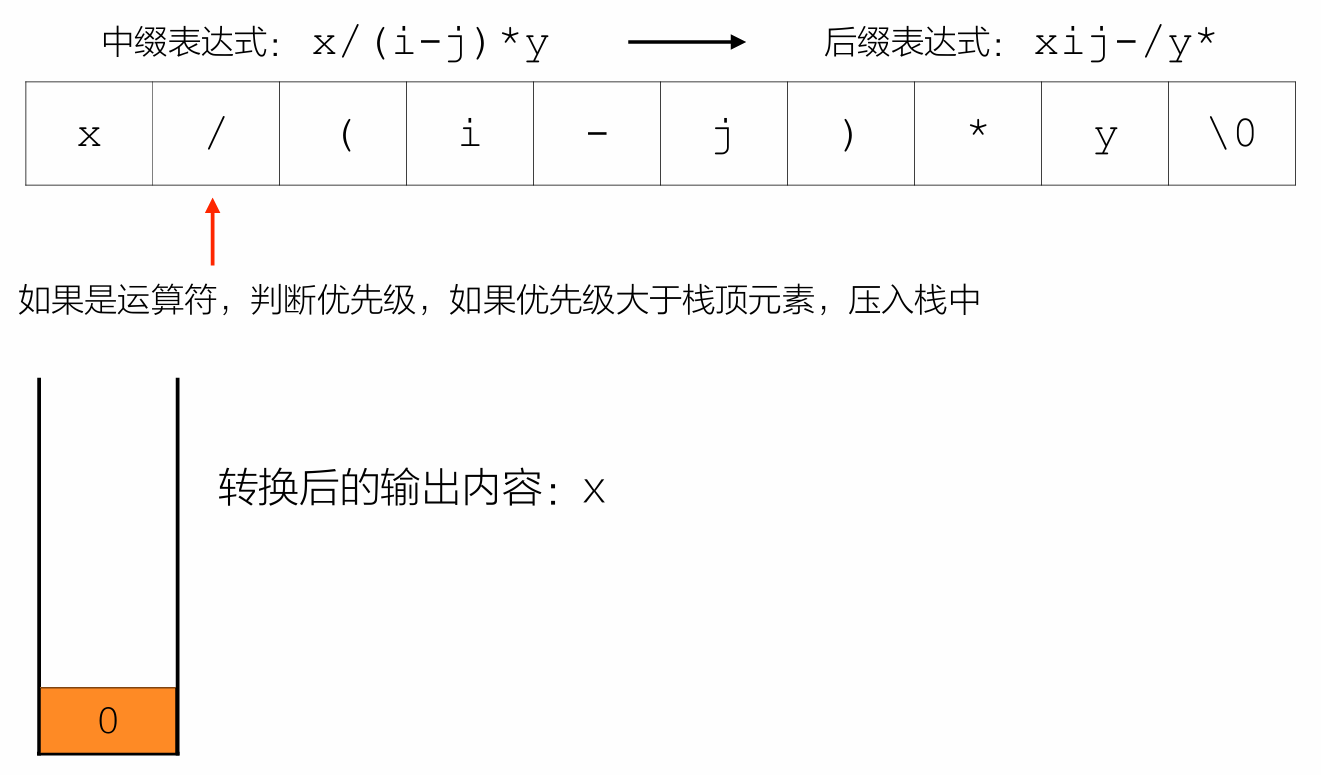 中缀表达式： x/(i-j)*y 后缀表达式： xij-/y*
x / ( i - j ) * y \0
如果是运算符，判断优先级，如果优先级大于栈顶元素，压入栈中
转换后的输出内容：x
0